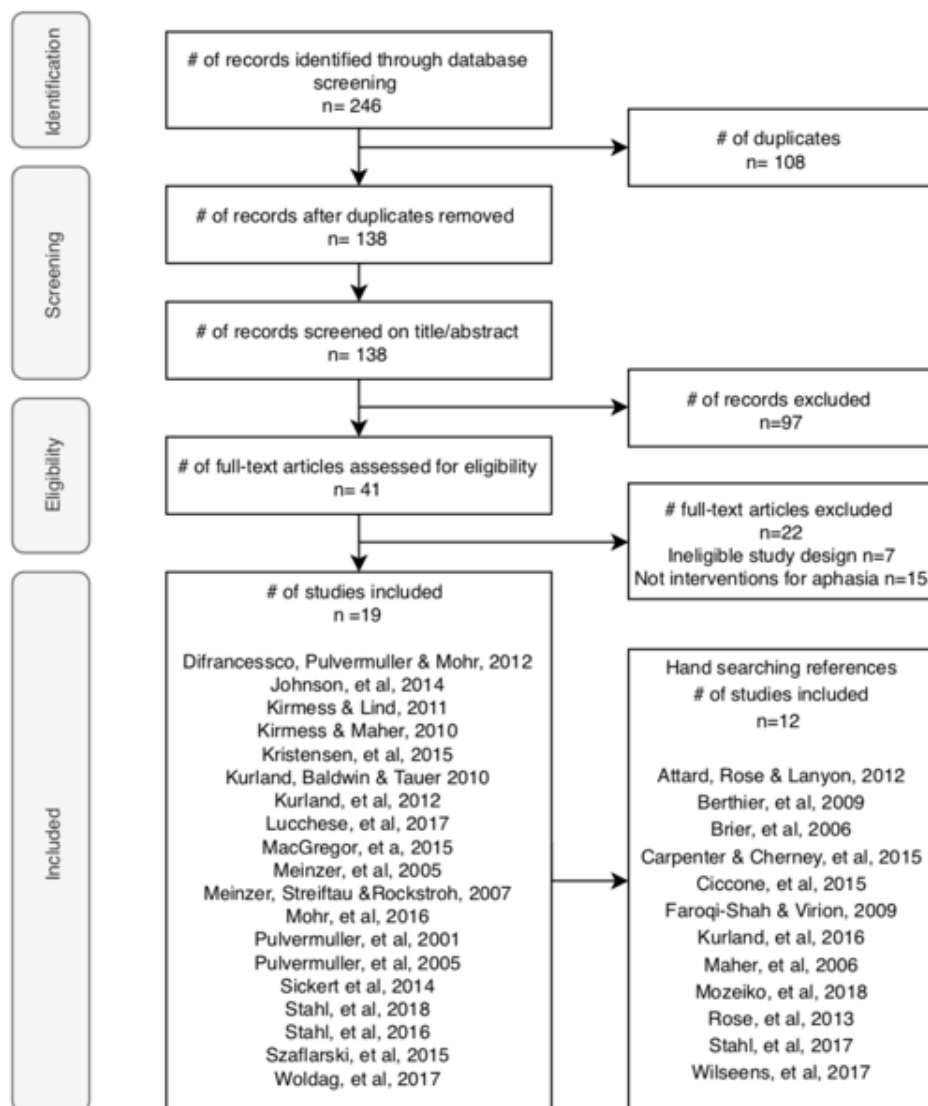 Identification
# of records identified through database
screening
n= 246
# of duplicates
n= 108
Screening
# of records after duplicates removed
n= 138
# of records screened on title/abstract
n= 138
# of records excluded
n=97
Eligibility
# of full-text articles assessed for eligibility
n= 41
# full-text articles excluded
n=22
Ineligible study design n=7
Not interventions for aphasia n=15
Included
# of studies included
n =19
Difrancessco, Pulvermuller & Mohr, 2012
Johnson, et al, 2014
Kirmess & Lind, 2011
Kirmess & Maher, 2010
Kristensen, et al, 2015
Kurland, Baldwin & Tauer 2010
Kurland, et al, 2012
Lucchese, et al, 2017
MacGregor, et a, 2015
Meinzer, et al, 2005
Meinzer, Streiftau &Rockstroh, 2007
Mohr, et al, 2016
Pulvermuller, et al, 2001
Pulvermuller, et al, 2005
Sickert et al, 2014
Stahl, et al, 2018
Stahl, et al, 2016
Szaflarski, et al, 2015
Woldag, et al, 2017
Hand searching references
# of studies included
n=12
Attard, Rose & Lanyon, 2012
Berthier, et al, 2009
Brier, et al, 2006
Carpenter & Cherney, et al, 2015
Ciccone, et al, 2015
Faroqi-Shah & Virion, 2009
Kurland, et al, 2016
Maher, et al, 2006
Mozeiko, et al, 2018
Rose, et al, 2013
Stahl, et al, 2017
Wilseens, et al, 2017